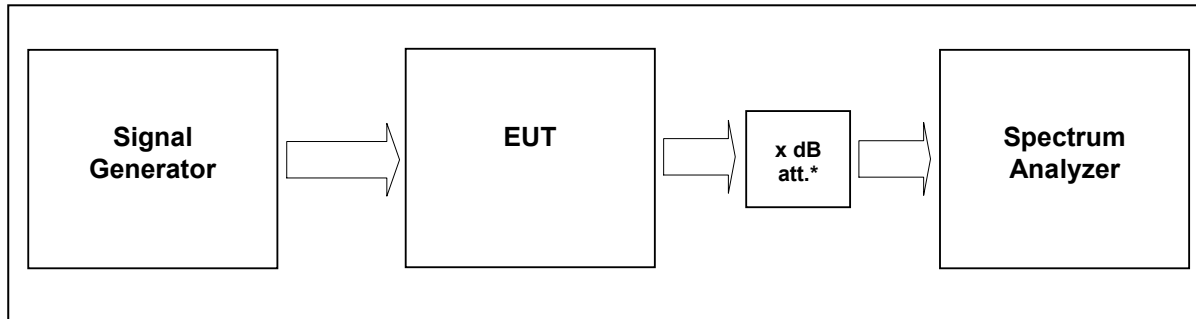 Signal
Generator
EUT
x dB
att.*
Spectrum
Analyzer